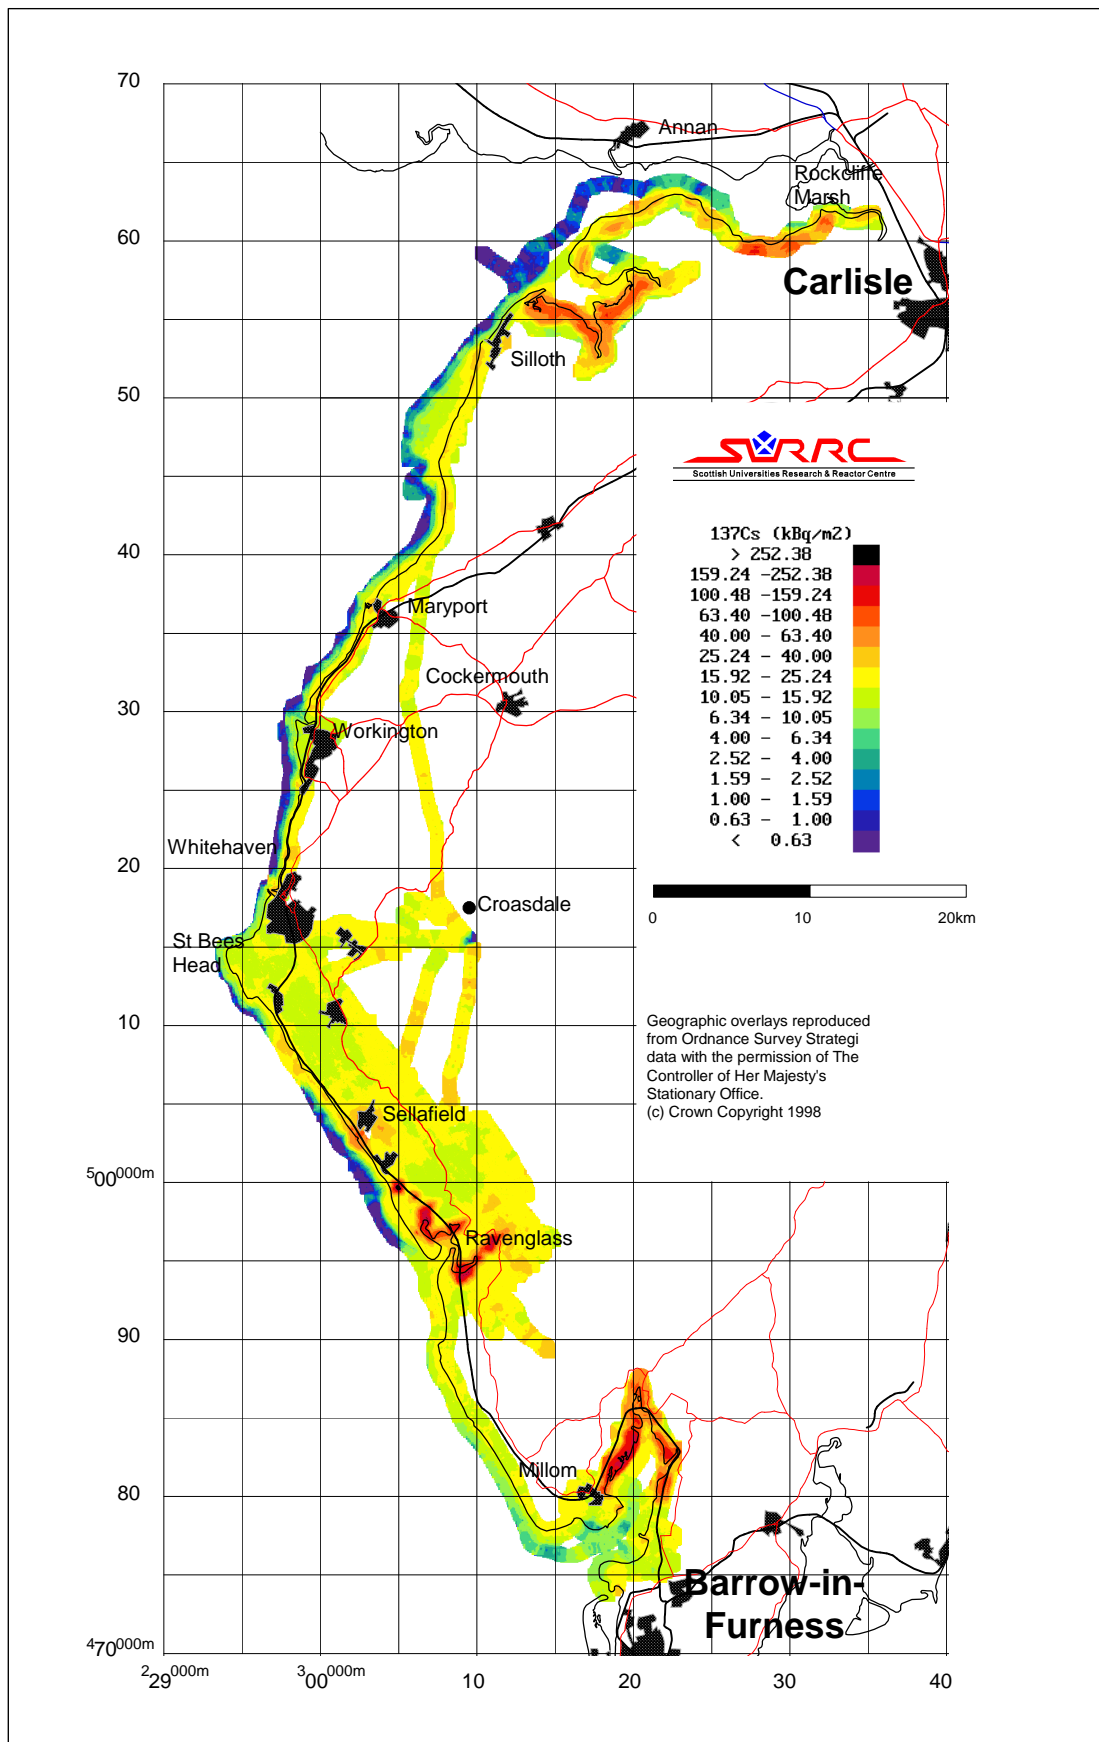 70
60
50
40
30
20
10
500000m
90
80
470000m
290000m
300000m
10
20
30
40
Annan
Rockcliffe
Marsh
Carlisle
Silloth
Maryport
Cockermouth
Workington
Whitehaven
Croasdale
St Bees
Head
Sellafield
Ravenglass
Millom
Barrow-in-
Furness
SURRC
Scottish Universities Research & Reactor Centre
137Cs (kBq/m2)
> 252.38
159.24 -252.38
100.48 -159.24
63.40 -100.48
40.00 - 63.40
25.24 - 40.00
15.92 - 25.24
10.05 - 15.92
6.34 - 10.05
4.00 - 6.34
2.52 - 4.00
1.59 - 2.52
1.00 - 1.59
0.63 - 1.00
< 0.63
0 10 20km
Geographic overlays reproduced
from Ordnance Survey Strategi
data with the permission of The
Controller of Her Majesty's
Stationary Office.
(c) Crown Copyright 1998